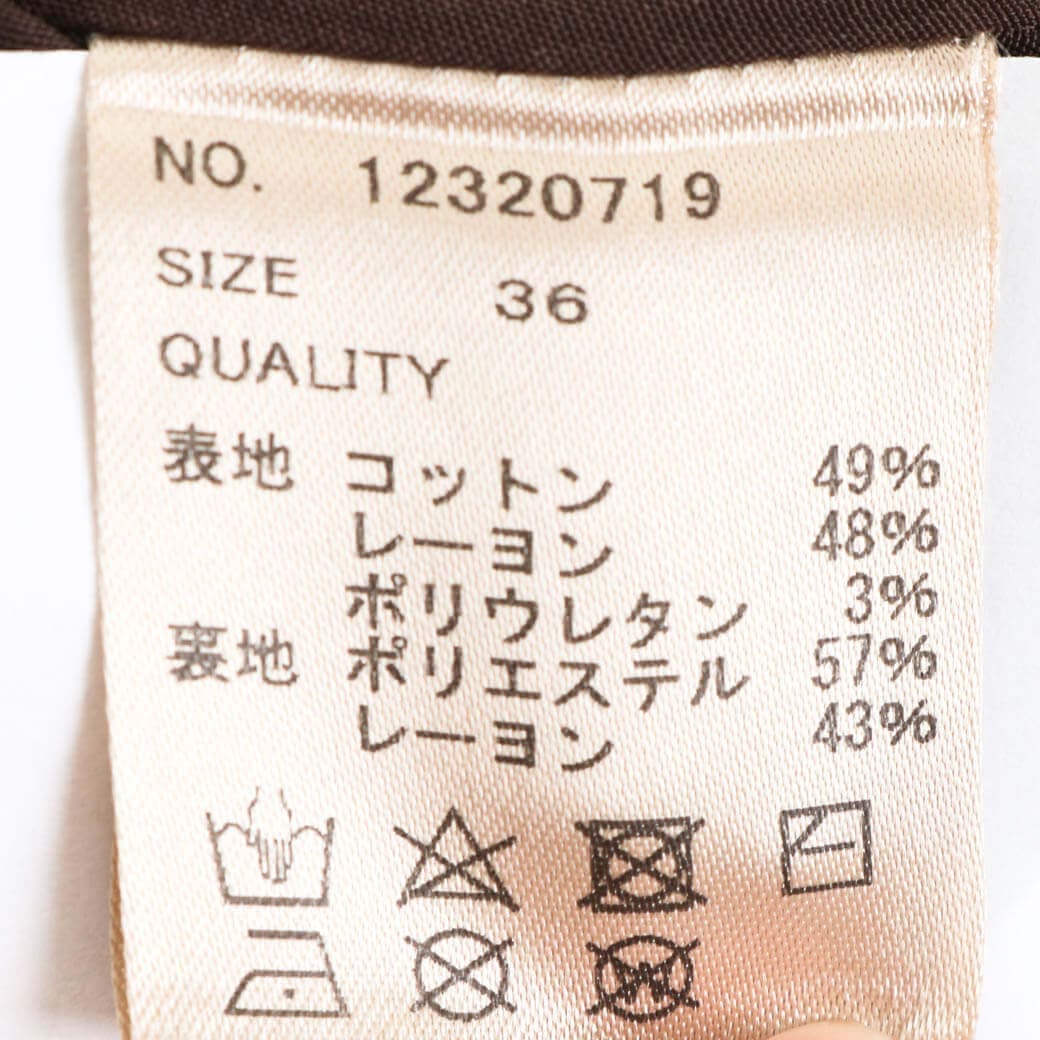 NO. 12320719
SIZE 36
QUALITY
表地 コットン 49%
レーヨン 48%
ポリウレタン 3%
裏地 ポリエステル 57%
レーヨン 43%